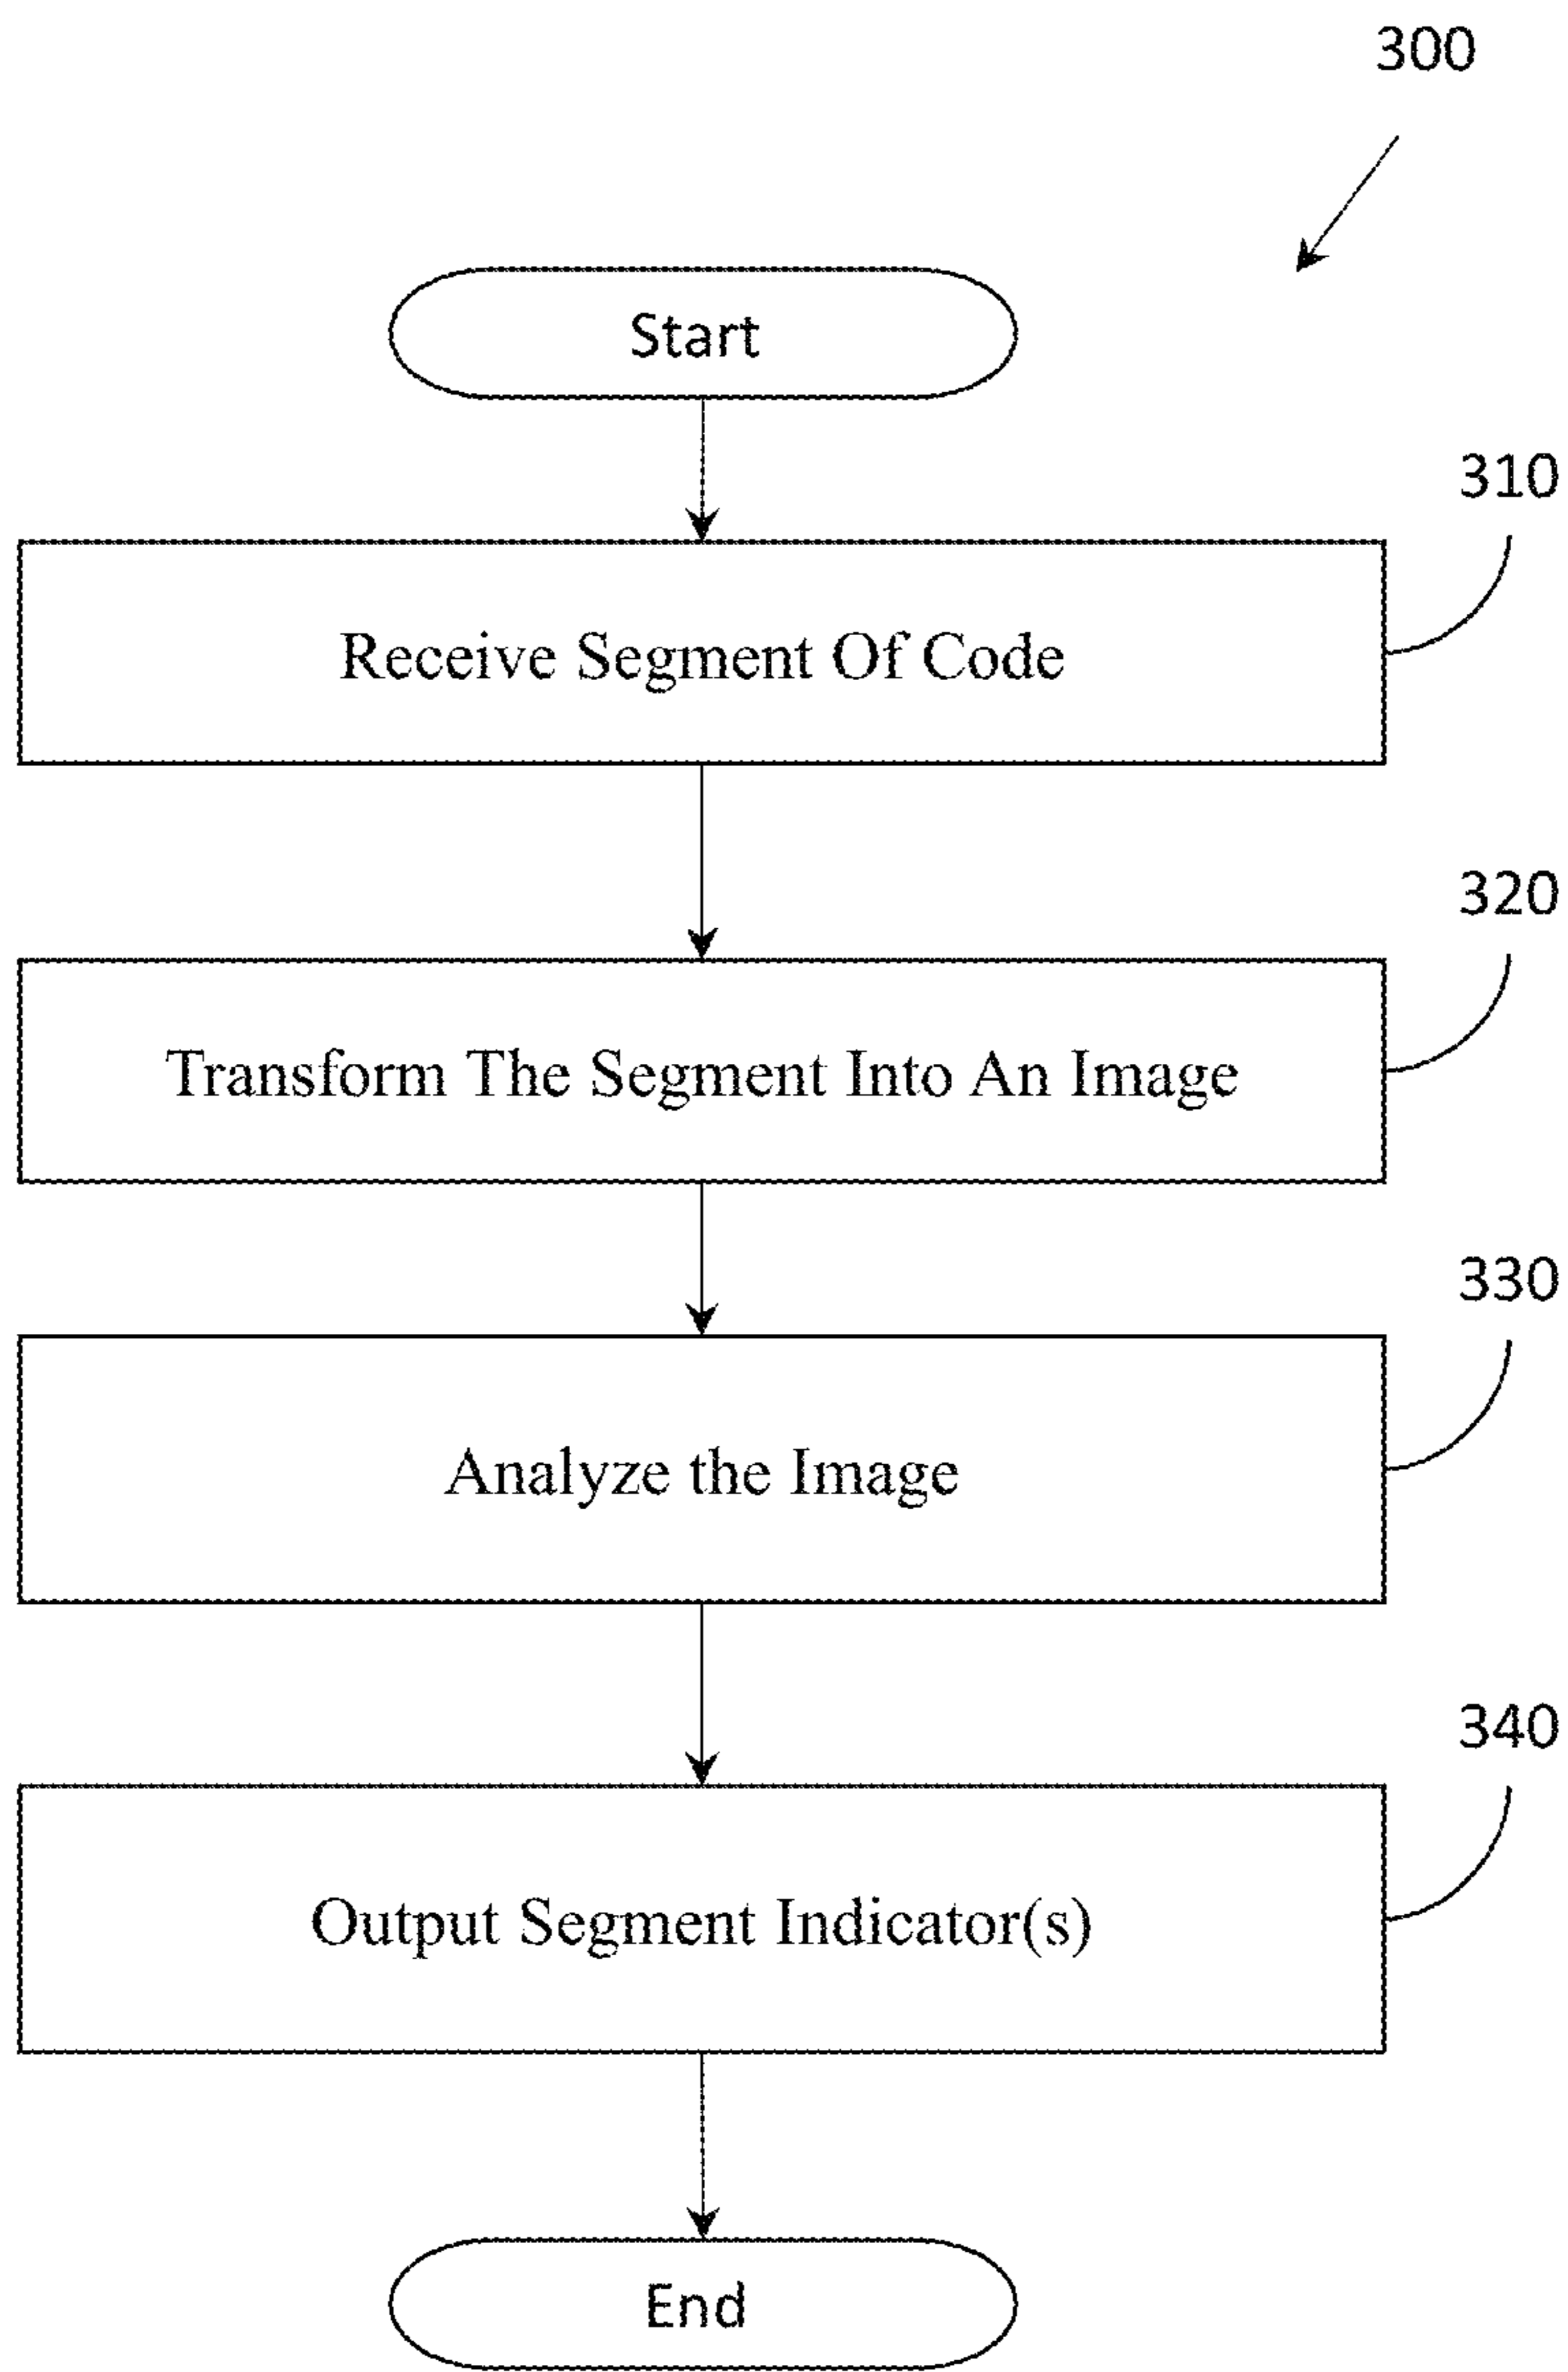 300
Start
310
Receive Segment Of Code
320
Transform The Segment Into An Image
330
Analyze the Image
340
Output Segment Indicator(s)
End